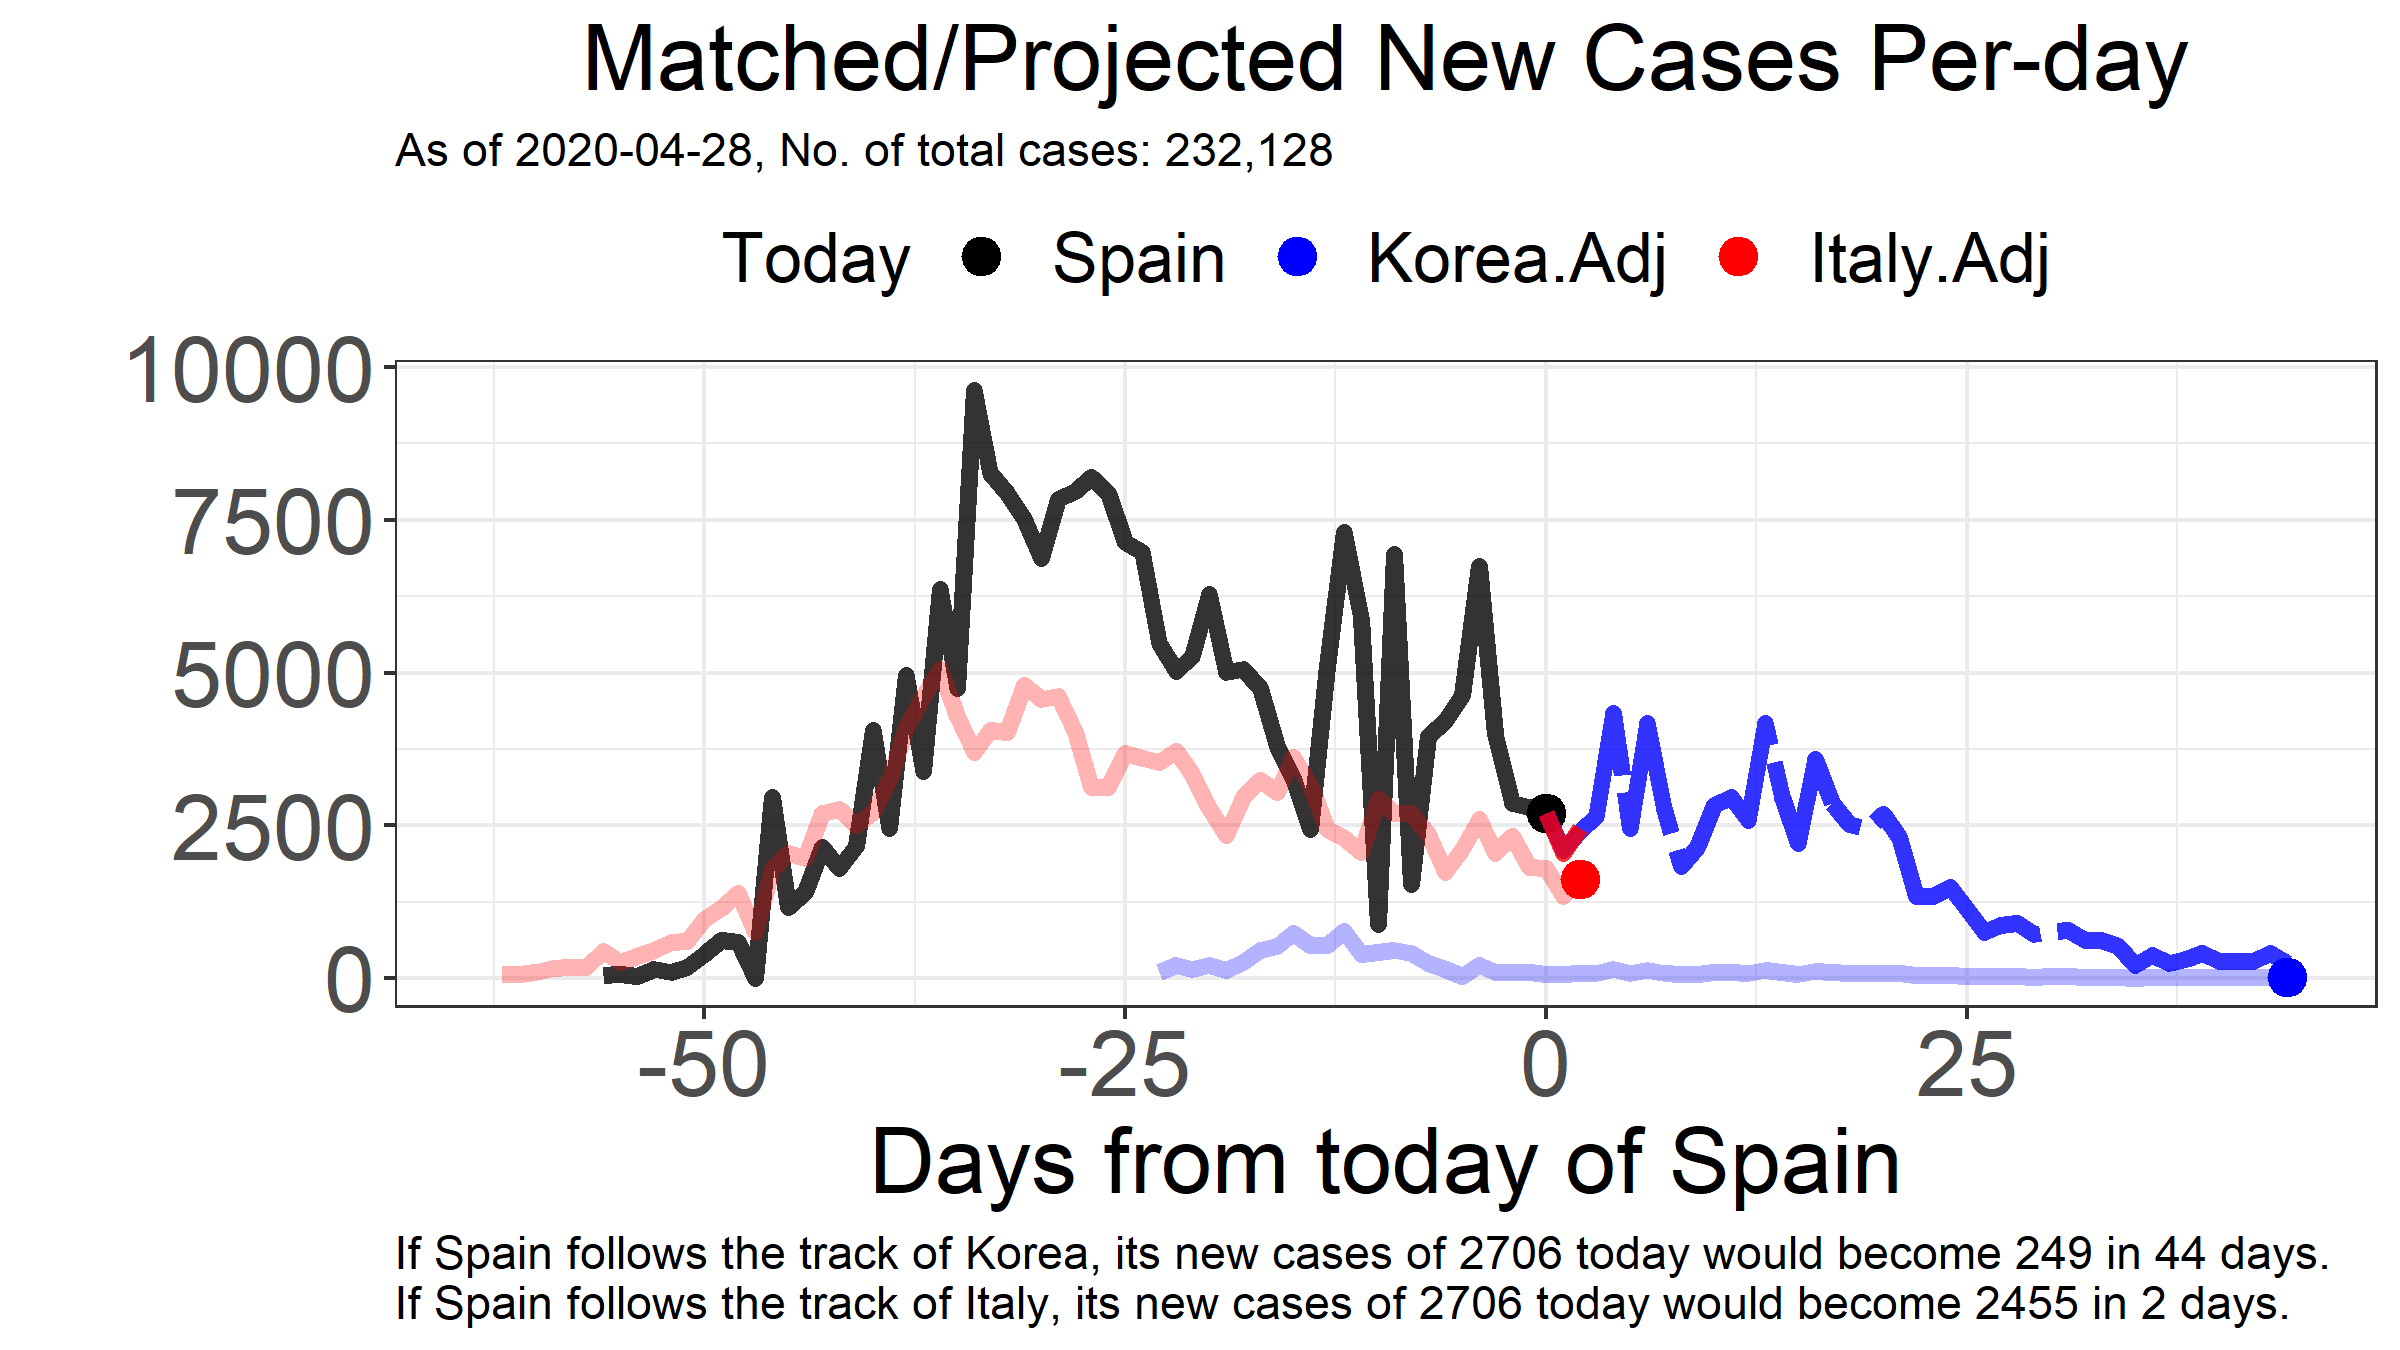 Matched/Projected New Cases Per-day
As of 2020-04-28, No. of total cases: 232,128
Today Spain Korea.Adj Italy.Adj
10000
7500
5000
2500
0
-50 -25 0 25
Days from today of Spain
If Spain follows the track of Korea, its new cases of 2706 today would become 249 in 44 days.
If Spain follows the track of Italy, its new cases of 2706 today would become 2455 in 2 days.